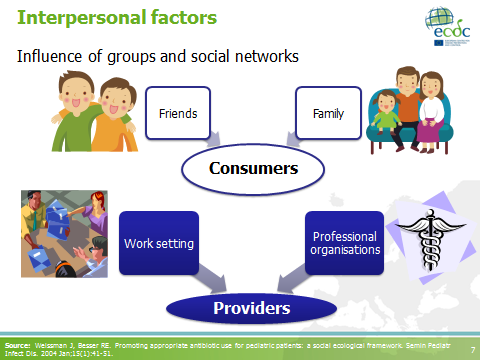 Interpersonal factors
ecdc
Influence of groups and social networks
Friends
Family
Consumers
Work setting
Professional
organisations
Providers
Source: Weissman J, Besser RE. Promoting appropriate antibiotic use for pediatric patients: a social ecological framework. Semin Pediatr
Infect Dis. 2004 Jan;15(1):41-51.
7